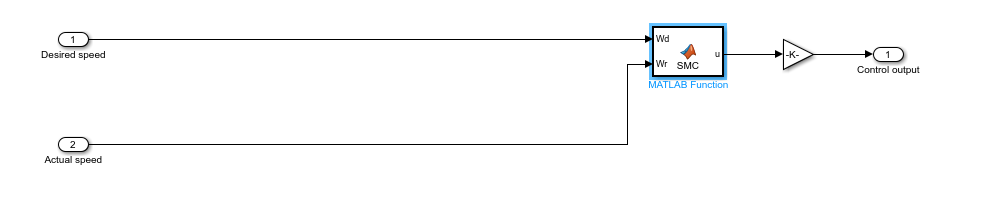 1
Desired speed
Wd
Wr
SMC
u
MATLAB Function
-K-
1
Control output
2
Actual speed